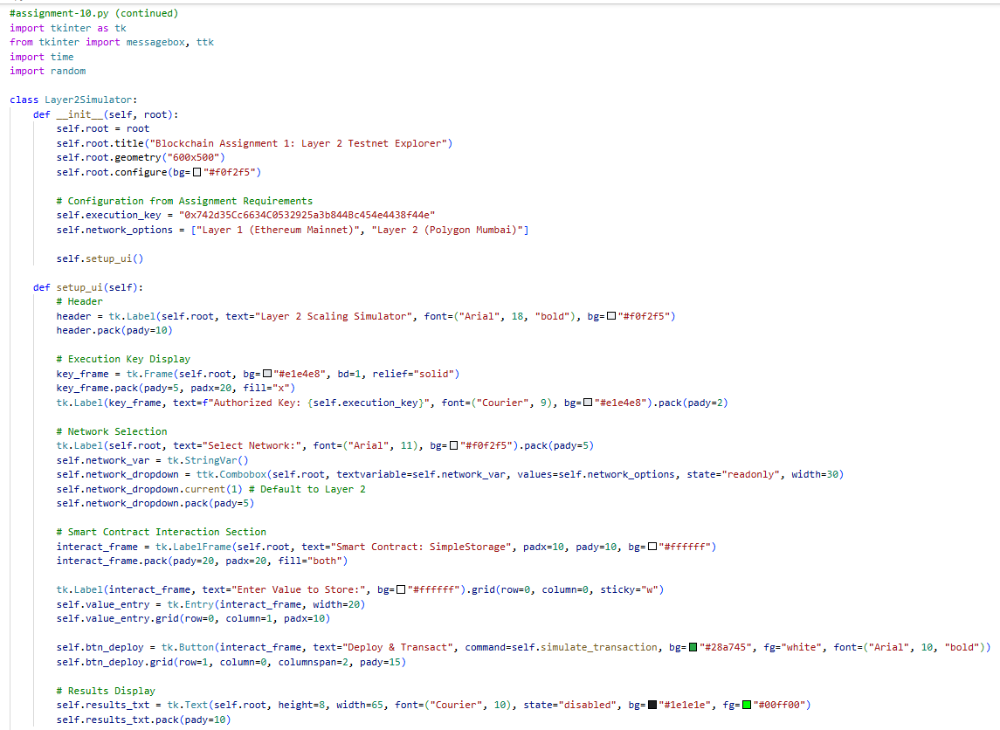 #assignment-10.py (continued)
import tkinter as tk
from tkinter import messagebox, ttk
import time
import random

class Layer2Simulator:
    def __init__(self, root):
        self.root = root
        self.root.title("Blockchain Assignment 1: Layer 2 Testnet Explorer")
        self.root.geometry("600x500")
        self.root.configure(bg="#f0f2f5")

        # Configuration from Assignment Requirements
        self.execution_key = "0x742d35Cc6634C0532925a3b844Bc454e4438f44e"
        self.network_options = ["Layer 1 (Ethereum Mainnet)", "Layer 2 (Polygon Mumbai)"]

        self.setup_ui()

    def setup_ui(self):
        # Header
        header = tk.Label(self.root, text="Layer 2 Scaling Simulator", font=("Arial", 18, "bold"), bg="#f0f2f5")
        header.pack(pady=10)

        # Execution Key Display
        key_frame = tk.Frame(self.root, bg="#e1e4e8", bd=1, relief="solid")
        key_frame.pack(pady=5, padx=20, fill="x")
        tk.Label(key_frame, text=f"Authorized Key: {self.execution_key}", font=("Courier", 9), bg="#e1e4e8").pack(pady=2)

        # Network Selection
        tk.Label(self.root, text="Select Network:", font=("Arial", 11), bg="#f0f2f5").pack(pady=5)
        self.network_var = tk.StringVar()
        self.network_dropdown = ttk.Combobox(self.root, textvariable=self.network_var, values=self.network_options, state="readonly", width=30)
        self.network_dropdown.current(1) # Default to Layer 2
        self.network_dropdown.pack(pady=5)

        # Smart Contract Interaction Section
        interact_frame = tk.LabelFrame(self.root, text="Smart Contract: SimpleStorage", padx=10, pady=10, bg="#ffffff")
        interact_frame.pack(pady=20, padx=20, fill="both")

        tk.Label(interact_frame, text="Enter Value to Store:", bg="#ffffff").grid(row=0, column=0, sticky="w")
        self.value_entry = tk.Entry(interact_frame, width=20)
        self.value_entry.grid(row=0, column=1, padx=10)

        self.btn_deploy = tk.Button(interact_frame, text="Deploy & Transact", command=self.simulate_transaction, bg="#28a745", fg="white", font=("Arial", 10, "bold"))
        self.btn_deploy.grid(row=1, column=0, columnspan=2, pady=15)

        # Results Display
        self.results_txt = tk.Text(self.root, height=8, width=65, font=("Courier", 10), state="disabled", bg="#1e1e1e", fg="#00ff00")
        self.results_txt.pack(pady=10)